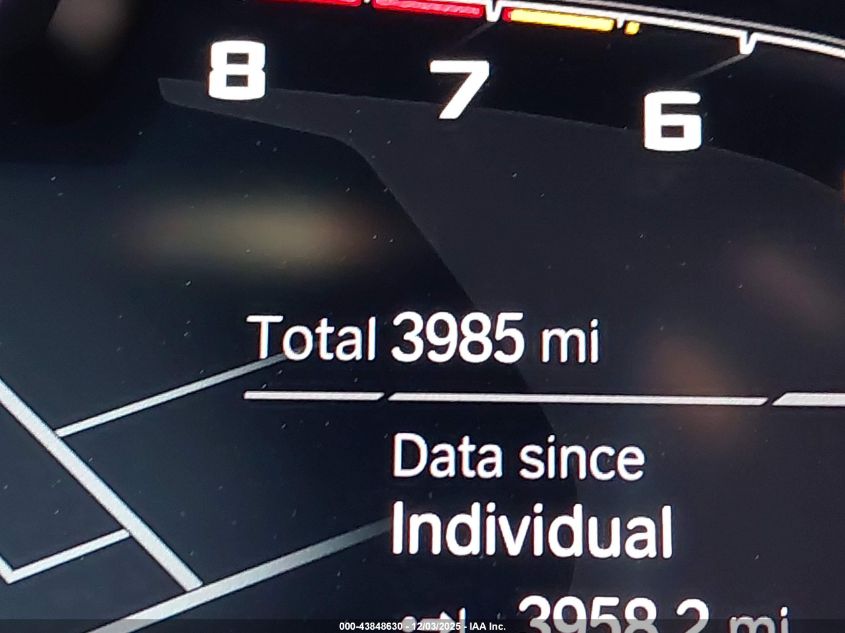 8 7 6
Total 3985 mi
Data since
Individual
3958.2 mi
000-43848630 - 12/03/2025 - IAA Inc.